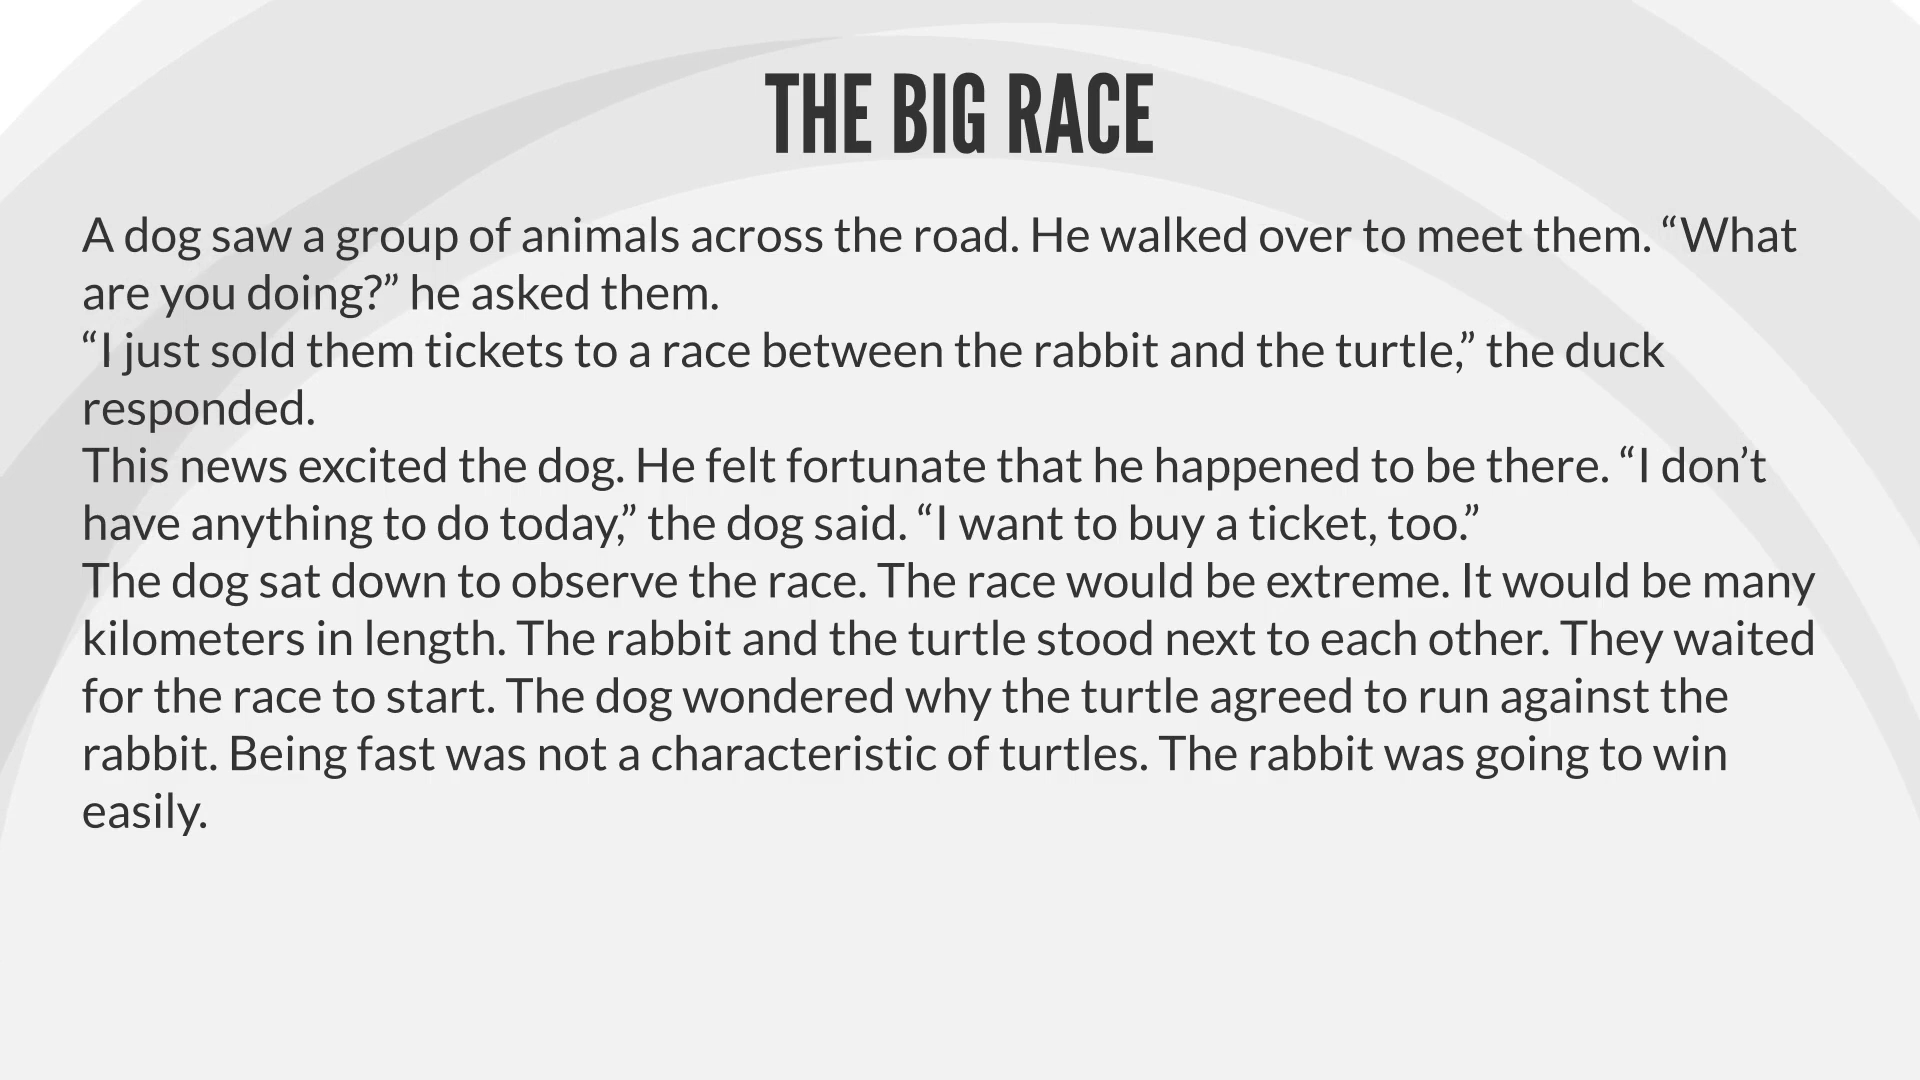 THE BIG RACE
A dog saw a group of animals across the road. He walked over to meet them. “What
are you doing?” he asked them.
“I just sold them tickets to a race between the rabbit and the turtle,” the duck
responded.
This news excited the dog. He felt fortunate that he happened to be there. “I don’t
have anything to do today,” the dog said. “I want to buy a ticket, too.”
The dog sat down to observe the race. The race would be extreme. It would be many
kilometers in length. The rabbit and the turtle stood next to each other. They waited
for the race to start. The dog wondered why the turtle agreed to run against the
rabbit. Being fast was not a characteristic of turtles. The rabbit was going to win
easily.